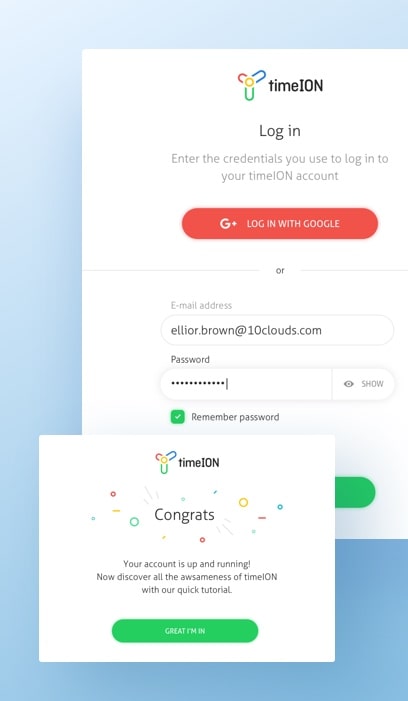 timeION
Log in
Enter the credentials you use to log in to
your timeION account
G+ LOG IN WITH GOOGLE
or
E-mail address
ellior.brown@10clouds.com
Password
••••••••••••
SHOW
Remember password
timeION
Congrats
Your account is up and running!
Now discover all the awsameness of timeION
with our quick tutorial.
GREAT I'M IN